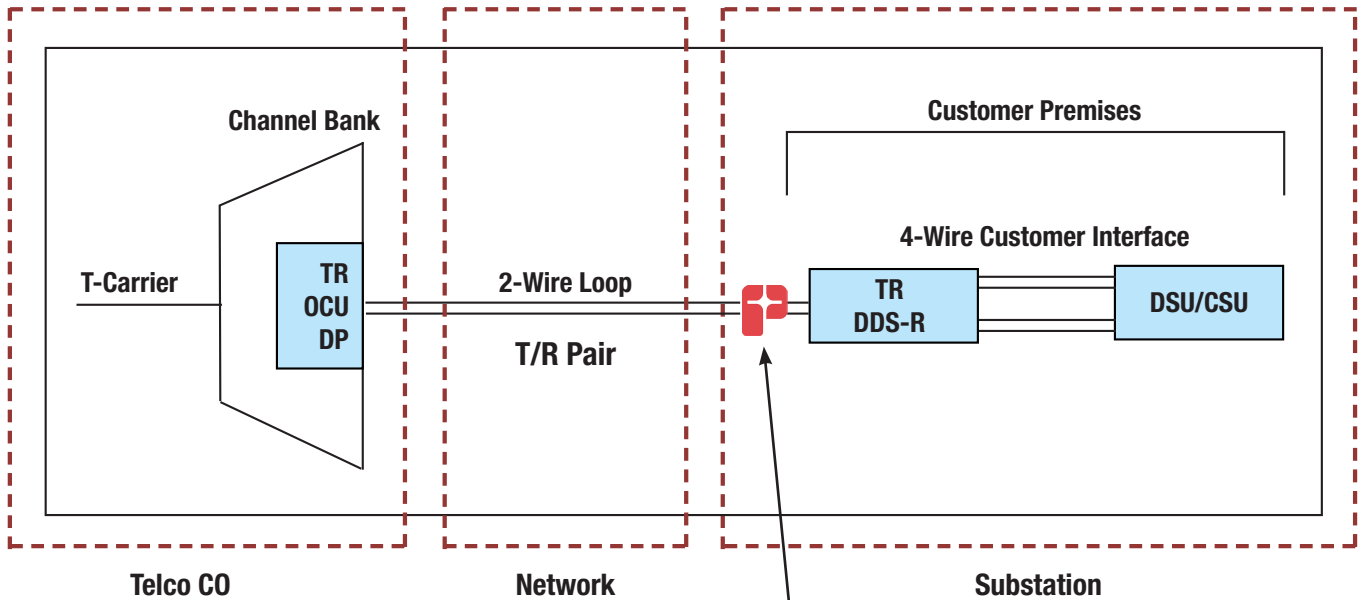 Channel Bank
Customer Premises
4-Wire Customer Interface
T-Carrier
TR
OCU
DP
2-Wire Loop
T/R Pair
TR
DDS-R
DSU/CSU
Telco CO
Network
Substation